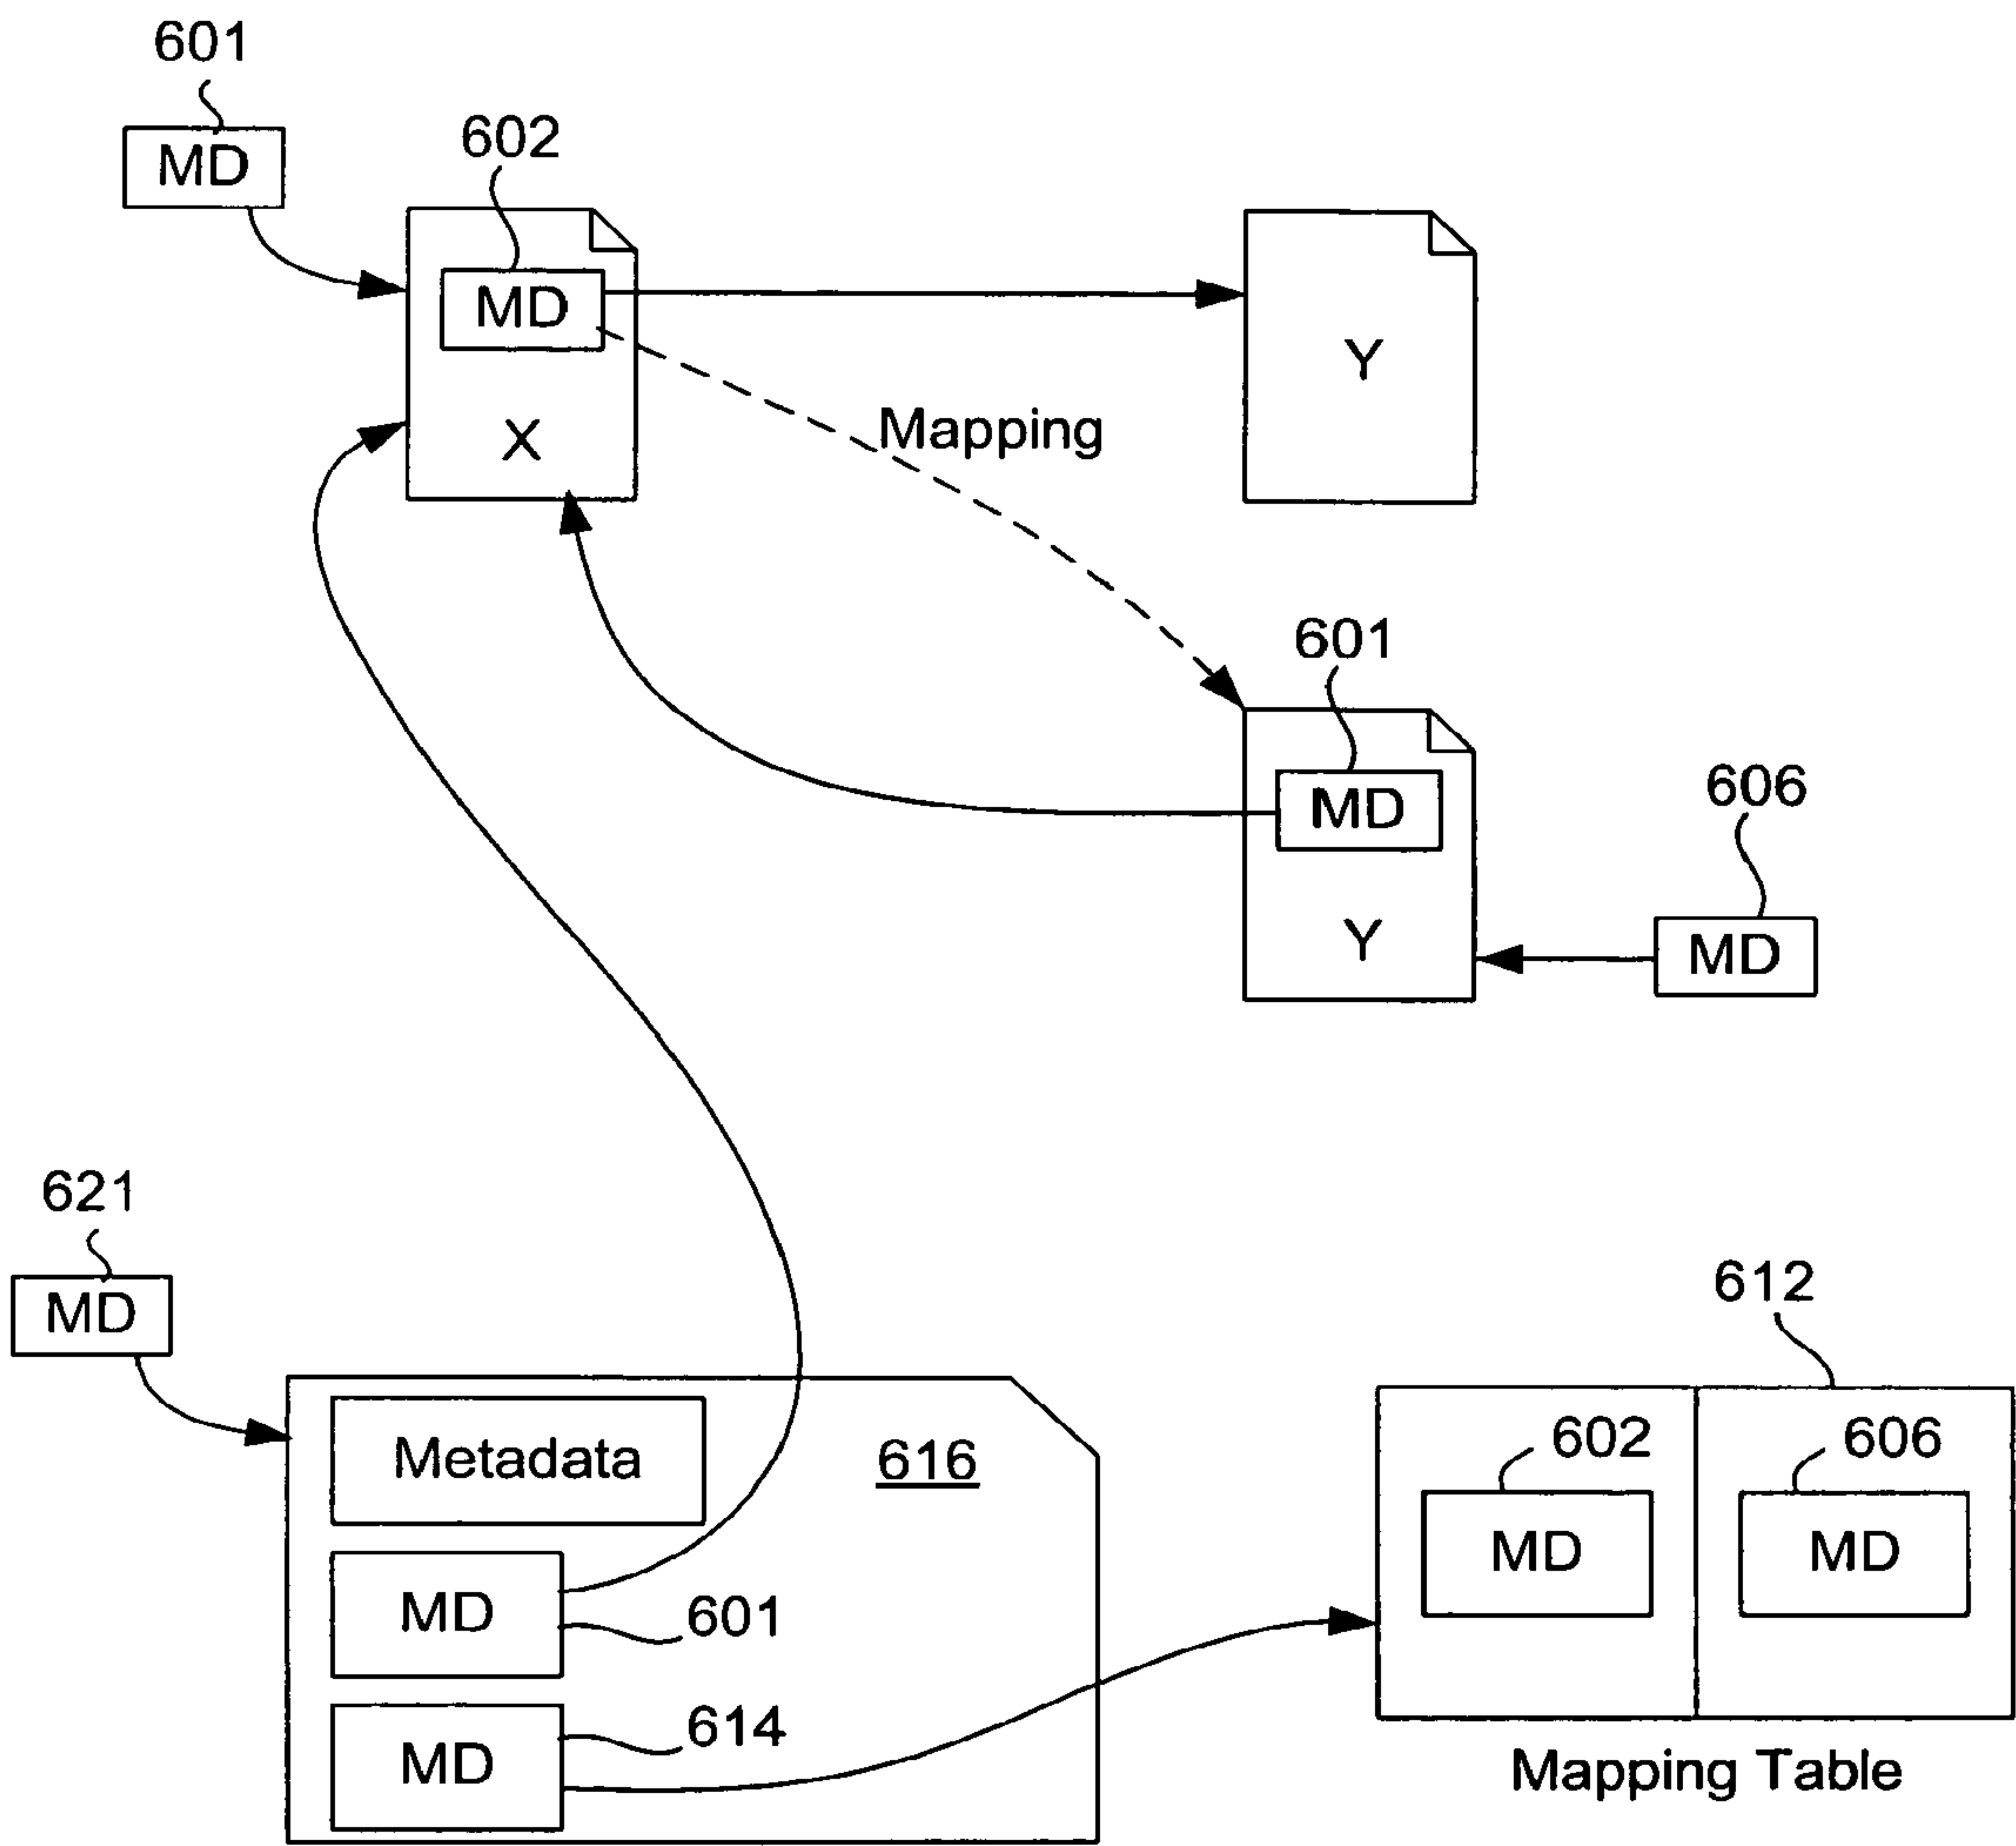 601
MD
602
MD
X
Y
Mapping
601
MD
Y
606
MD
621
MD
Metadata
616
MD
601
MD
614
612
602
606
MD
MD
Mapping Table